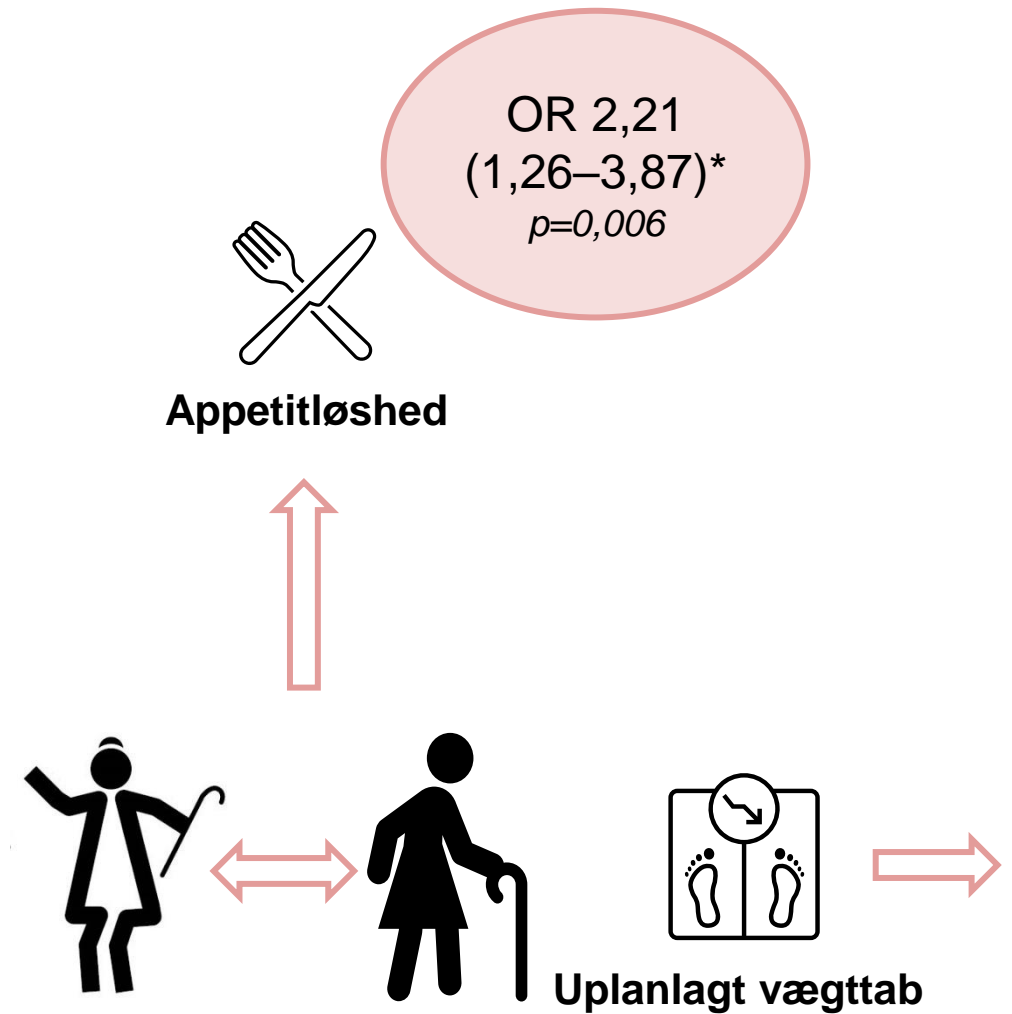 OR 2,21
(1,26–3,87)*
p=0,006
Appetitløshed
Uplanlagt vægttab